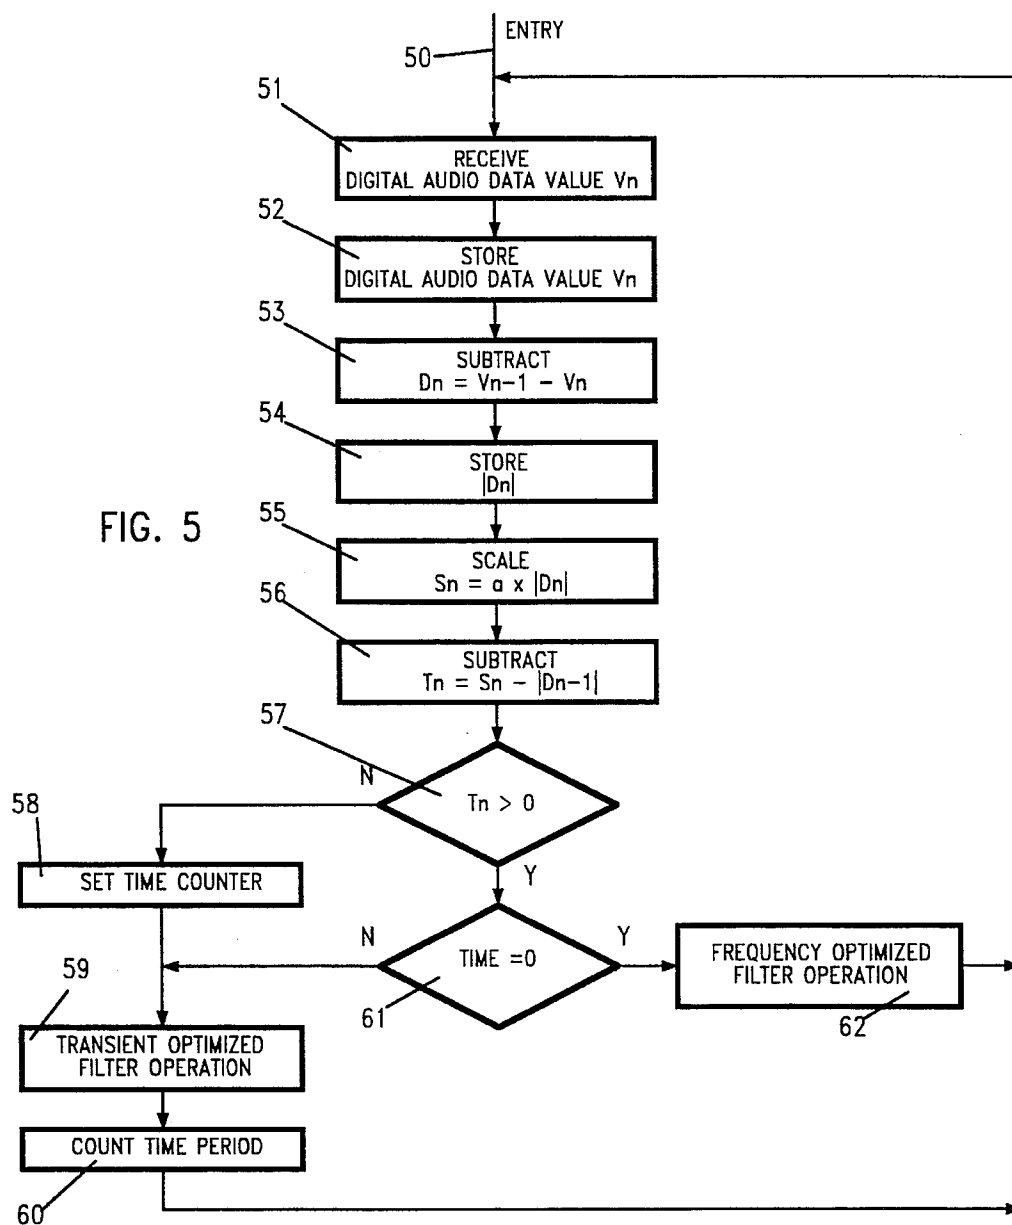 ENTRY
50
51
RECEIVE
DIGITAL AUDIO DATA VALUE Vn
52
STORE
DIGITAL AUDIO DATA VALUE Vn
53
SUBTRACT
Dn = Vn-1 - Vn
54
STORE
|Dn|
FIG. 5
55
SCALE
Sn = a x |Dn|
56
SUBTRACT
Tn = Sn - |Dn-1|
57
N
Tn > 0
58
Y
SET TIME COUNTER
N
TIME =0
Y
FREQUENCY OPTIMIZED
FILTER OPERATION
59
61
62
TRANSIENT OPTIMIZED
FILTER OPERATION
COUNT TIME PERIOD
60